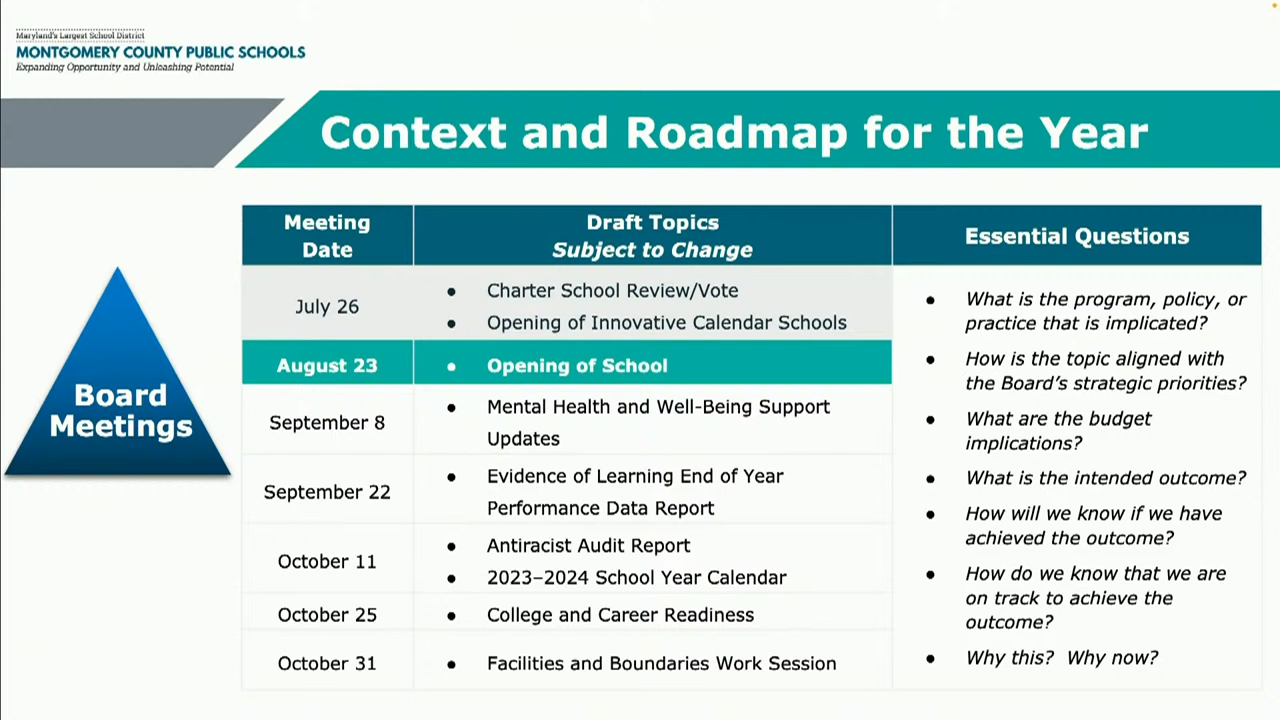 Maryland's Largest School District
MONTGOMERY COUNTY PUBLIC SCHOOLS
Expanding Opportunity and Unleashing Potential
Context and Roadmap for the Year
Board
Meetings
Meeting
Date
Draft Topics
Subject to Change
Essential Questions
July 26
● Charter School Review/Vote
● Opening of Innovative Calendar Schools
August 23
● Opening of School
September 8
● Mental Health and Well-Being Support
Updates
September 22
● Evidence of Learning End of Year
Performance Data Report
October 11
● Antiracist Audit Report
● 2023–2024 School Year Calendar
October 25
● College and Career Readiness
October 31
● Facilities and Boundaries Work Session
● What is the program, policy, or
practice that is implicated?
● How is the topic aligned with
the Board's strategic priorities?
● What are the budget
implications?
● What is the intended outcome?
● How will we know if we have
achieved the outcome?
● How do we know that we are
on track to achieve the
outcome?
● Why this? Why now?